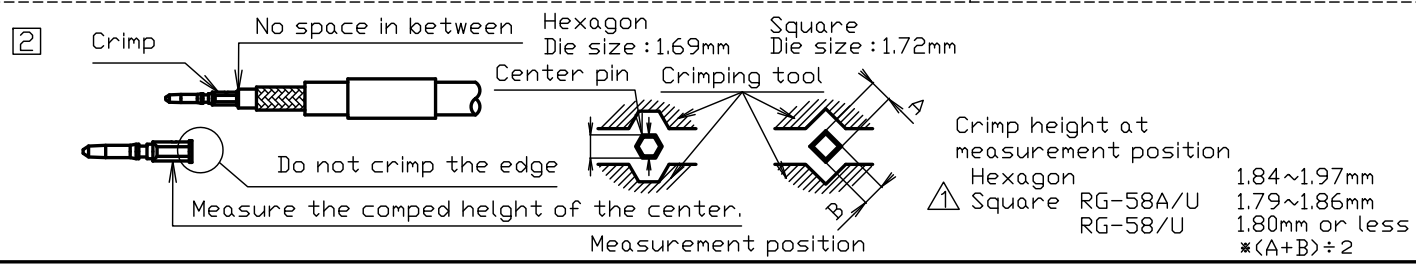 2
Crimp
No space in between
Hexagon
Die size : 1.69mm
Square
Die size : 1.72mm
Center pin
Crimping tool
A
Do not crimp the edge
Measure the comped helght of the center.
B
Measurement position
Crimp height at
measurement position
Hexagon 1.84~1.97mm
1 Square RG-58A/U 1.79~1.86mm
RG-58/U 1.80mm or less
※(A+B)÷2